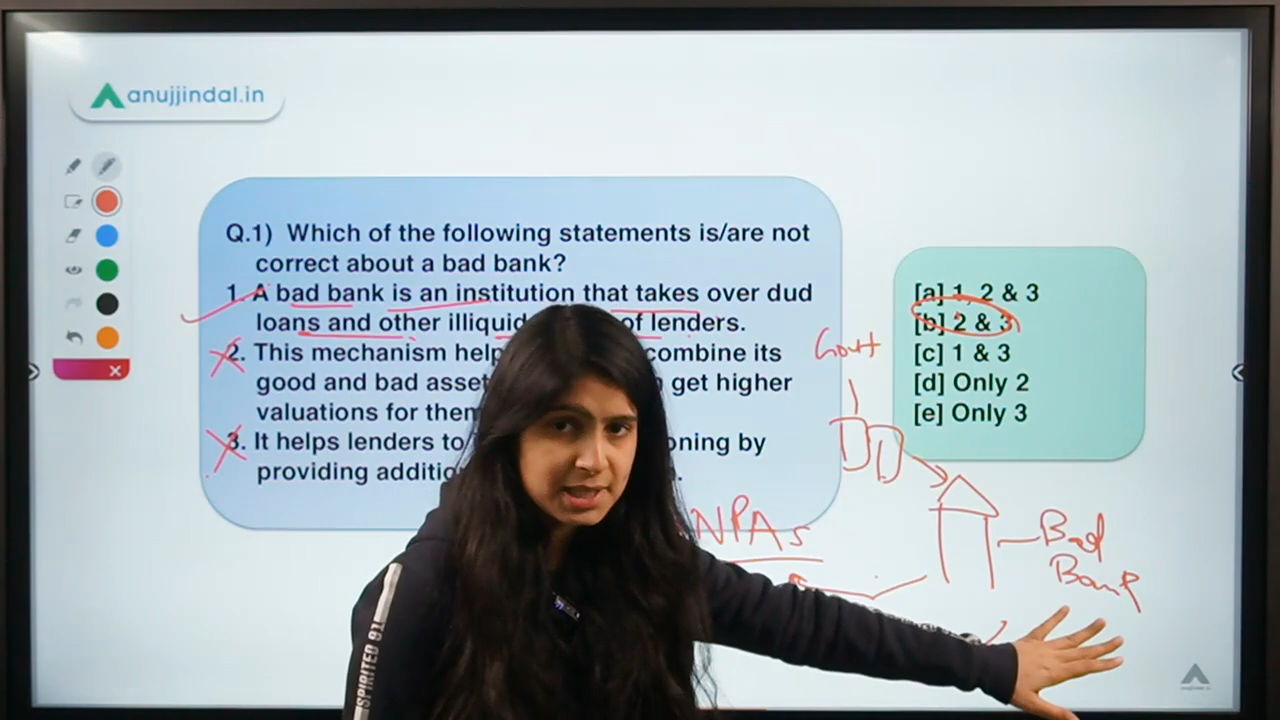 anujjindal.in
Q.1) Which of the following statements is/are not
correct about a bad bank?
1. A bad bank is an institution that takes over dud
loans and other illiquid of lenders.
2. This mechanism help combine its
good and bad asset get higher
valuations for them
3. It helps lenders to oning by
providing additio
[a] 1, 2 & 3
[b] 2 & 3
[c] 1 & 3
[d] Only 2
[e] Only 3
Govt
NPAs
Bad
Bank
SPIRITED 91